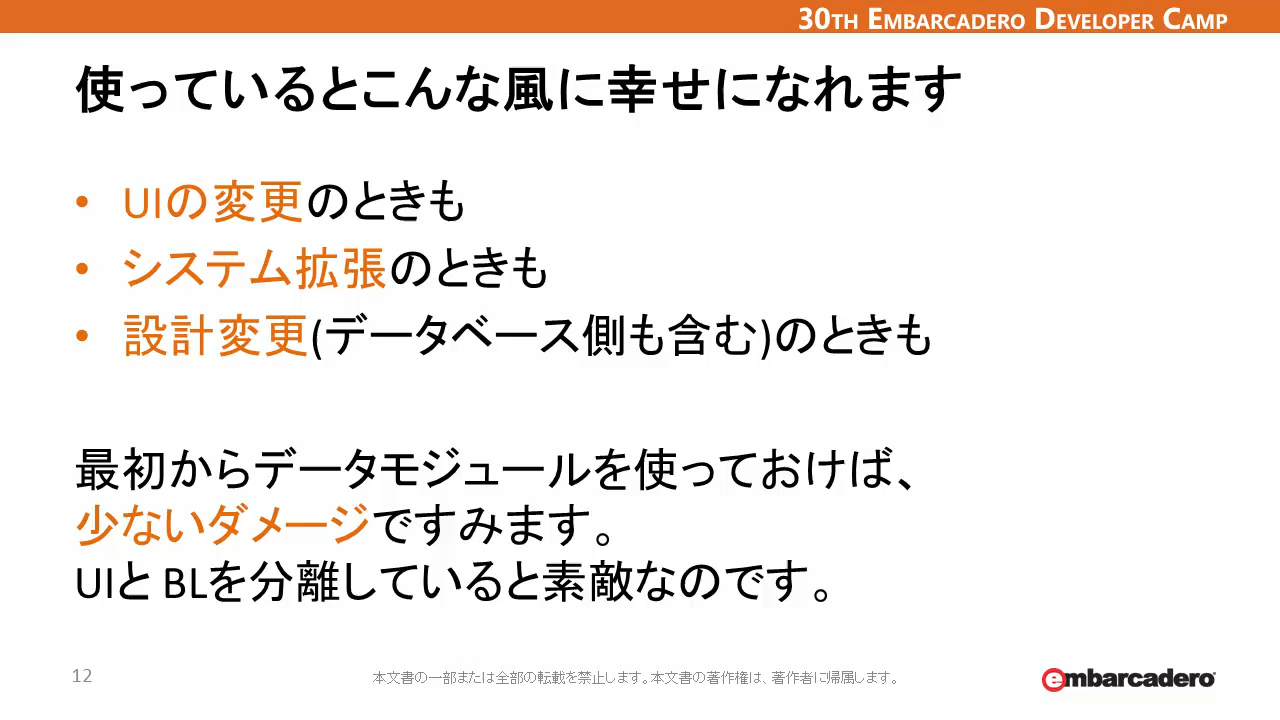 30TH EMBARCADERO DEVELOPER CAMP
使っているとこんな風に幸せになれます
• UIの変更のときも
• システム拡張のときも
• 設計変更(データベース側も含む)のときも
最初からデータモジュールを使っておけば、
少ないダメージですみます。
UIと BLを分離していると素敵なのです。
12
本文書の一部または全部の転載を禁止します。本文書の著作権は、著作者に帰属します。
embarcadero